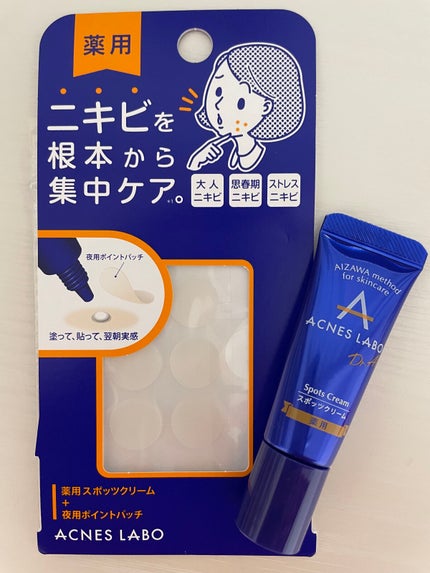 薬用
ニキビを
根本から
集中ケア。
※1
大人
ニキビ
思春期
ニキビ
ストレス
ニキビ
夜用ポイントパッチ
塗って、貼って、翌朝実感
薬用スポッツクリーム
+
夜用ポイントパッチ
ACNES LABO
AIZAWA method
for skincare
A
ACNES LABO
Spots Cream
スポッツクリーム
薬用